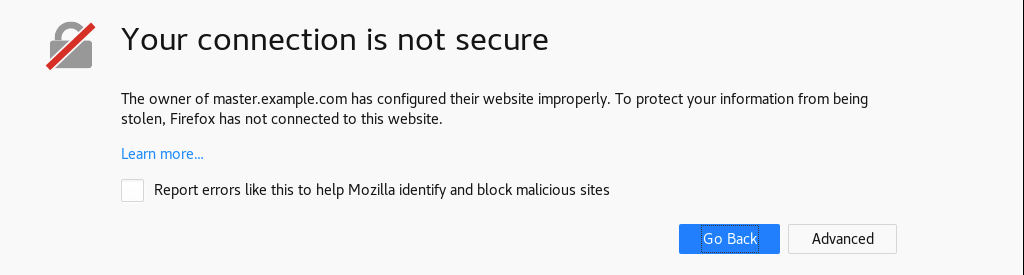 Your connection is not secure
The owner of master.example.com has configured their website improperly. To protect your information from being
stolen, Firefox has not connected to this website.
Learn more...
Report errors like this to help Mozilla identify and block malicious sites
Go Back
Advanced